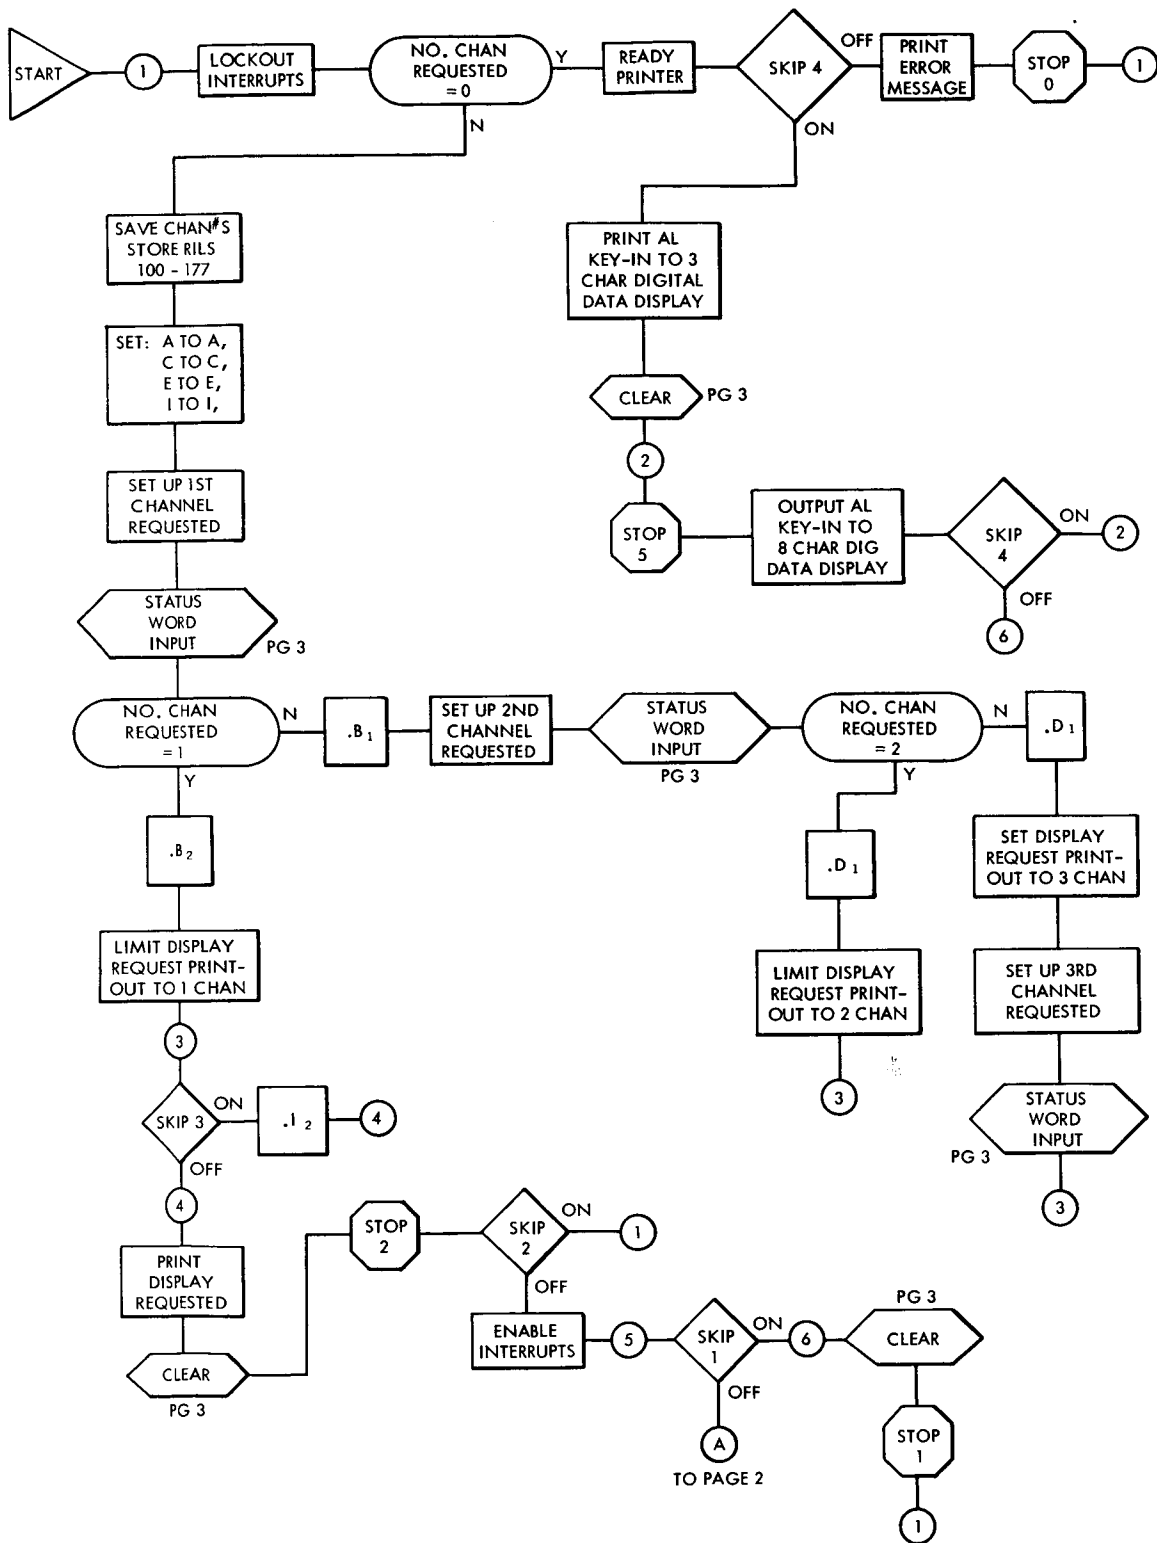 START
1
LOCKOUT
INTERRUPTS
NO. CHAN
REQUESTED
= 0
Y
N
READY
PRINTER
SKIP 4
OFF
ON
PRINT
ERROR
MESSAGE
STOP
0
1
SAVE CHAN#S
STORE RILS
100 - 177
SET: A TO A,
C TO C,
E TO E,
I TO I,
SET UP 1ST
CHANNEL
REQUESTED
STATUS
WORD
INPUT
PG 3
PRINT AL
KEY-IN TO 3
CHAR DIGITAL
DATA DISPLAY
CLEAR
PG 3
2
STOP
5
OUTPUT AL
KEY-IN TO
8 CHAR DIG
DATA DISPLAY
SKIP
4
ON
2
OFF
6
NO. CHAN
REQUESTED
= 1
N
Y
.B1
SET UP 2ND
CHANNEL
REQUESTED
STATUS
WORD
INPUT
PG 3
NO. CHAN
REQUESTED
= 2
N
Y
.D1
.B2
.D1
SET DISPLAY
REQUEST PRINT-
OUT TO 3 CHAN
LIMIT DISPLAY
REQUEST PRINT-
OUT TO 1 CHAN
LIMIT DISPLAY
REQUEST PRINT-
OUT TO 2 CHAN
3
SET UP 3RD
CHANNEL
REQUESTED
STATUS
WORD
INPUT
PG 3
3
3
SKIP 3
ON
.I2
4
OFF
4
PRINT
DISPLAY
REQUESTED
CLEAR
PG 3
STOP
2
SKIP
2
ON
1
OFF
ENABLE
INTERRUPTS
5
SKIP
1
ON
6
PG 3
CLEAR
OFF
A
TO PAGE 2
STOP
1
1